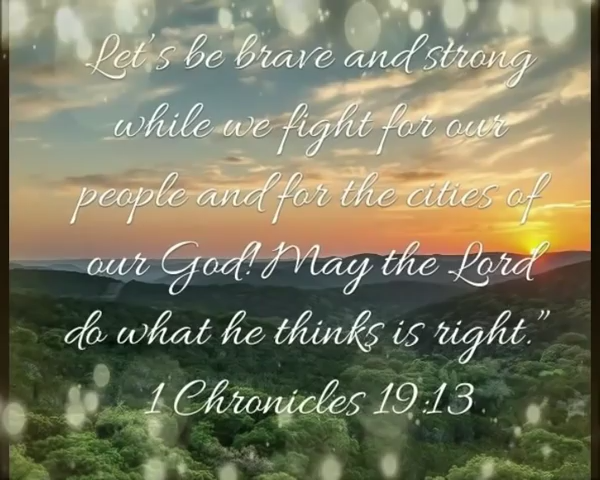 Let's be brave and strong
while we fight for our
people and for the cities of
our God! May the Lord
do what he thinks is right.”
1 Chronicles 19:13